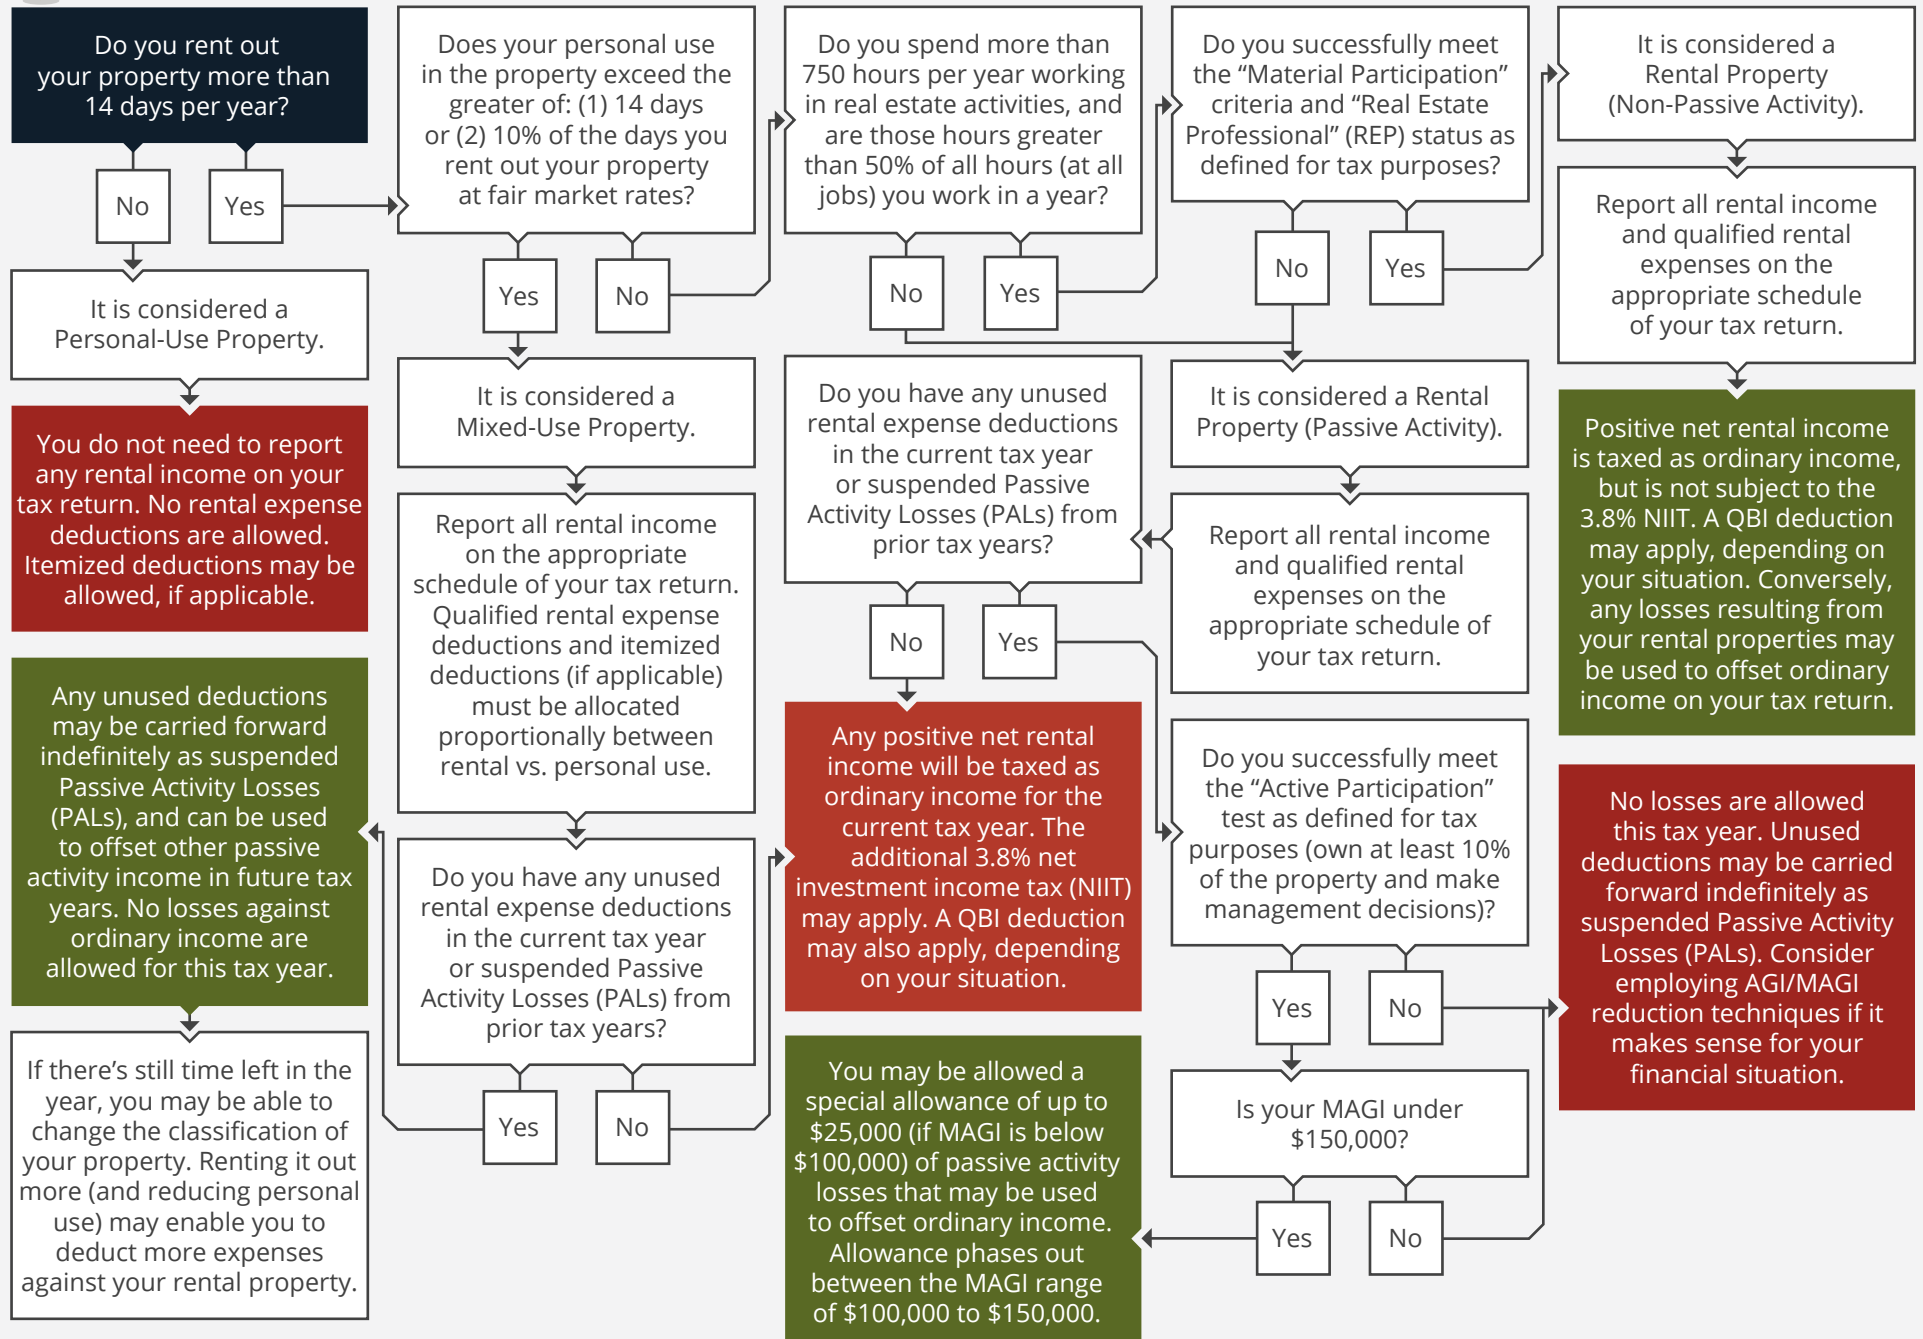 Do you rent out
your property more than
14 days per year?
No
Yes
It is considered a
Personal-Use Property.
You do not need to report
any rental income on your
tax return. No rental expense
deductions are allowed.
Itemized deductions may be
allowed, if applicable.
Any unused deductions
may be carried forward
indefinitely as suspended
Passive Activity Losses
(PALs), and can be used
to offset other passive
activity income in future tax
years. No losses against
ordinary income are
allowed for this tax year.
If there’s still time left in the
year, you may be able to
change the classification of
your property. Renting it out
more (and reducing personal
use) may enable you to
deduct more expenses
against your rental property.
Does your personal use
in the property exceed the
greater of: (1) 14 days
or (2) 10% of the days you
rent out your property
at fair market rates?
Yes
No
It is considered a
Mixed-Use Property.
Report all rental income
on the appropriate
schedule of your tax return.
Qualified rental expense
deductions and itemized
deductions (if applicable)
must be allocated
proportionally between
rental vs. personal use.
Do you have any unused
rental expense deductions
in the current tax year
or suspended Passive
Activity Losses (PALs) from
prior tax years?
Yes
No
Do you spend more than
750 hours per year working
in real estate activities, and
are those hours greater
than 50% of all hours (at all
jobs) you work in a year?
No
Yes
Do you have any unused
rental expense deductions
in the current tax year
or suspended Passive
Activity Losses (PALs) from
prior tax years?
No
Yes
Any positive net rental
income will be taxed as
ordinary income for the
current tax year. The
additional 3.8% net
investment income tax (NIIT)
may apply. A QBI deduction
may also apply, depending
on your situation.
You may be allowed a
special allowance of up to
$25,000 (if MAGI is below
$100,000) of passive activity
losses that may be used
to offset ordinary income.
Allowance phases out
between the MAGI range
of $100,000 to $150,000.
Do you successfully meet
the “Material Participation”
criteria and “Real Estate
Professional” (REP) status as
defined for tax purposes?
No
Yes
It is considered a Rental
Property (Passive Activity).
Report all rental income
and qualified rental
expenses on the
appropriate schedule of
your tax return.
Do you successfully meet
the “Active Participation”
test as defined for tax
purposes (own at least 10%
of the property and make
management decisions)?
Yes
No
Is your MAGI under
$150,000?
Yes
No
It is considered a
Rental Property
(Non-Passive Activity).
Report all rental income
and qualified rental
expenses on the
appropriate schedule
of your tax return.
Positive net rental income
is taxed as ordinary income,
but is not subject to the
3.8% NIIT. A QBI deduction
may apply, depending on
your situation. Conversely,
any losses resulting from
your rental properties may
be used to offset ordinary
income on your tax return.
No losses are allowed
this tax year. Unused
deductions may be carried
forward indefinitely as
suspended Passive Activity
Losses (PALs). Consider
employing AGI/MAGI
reduction techniques if it
makes sense for your
financial situation.